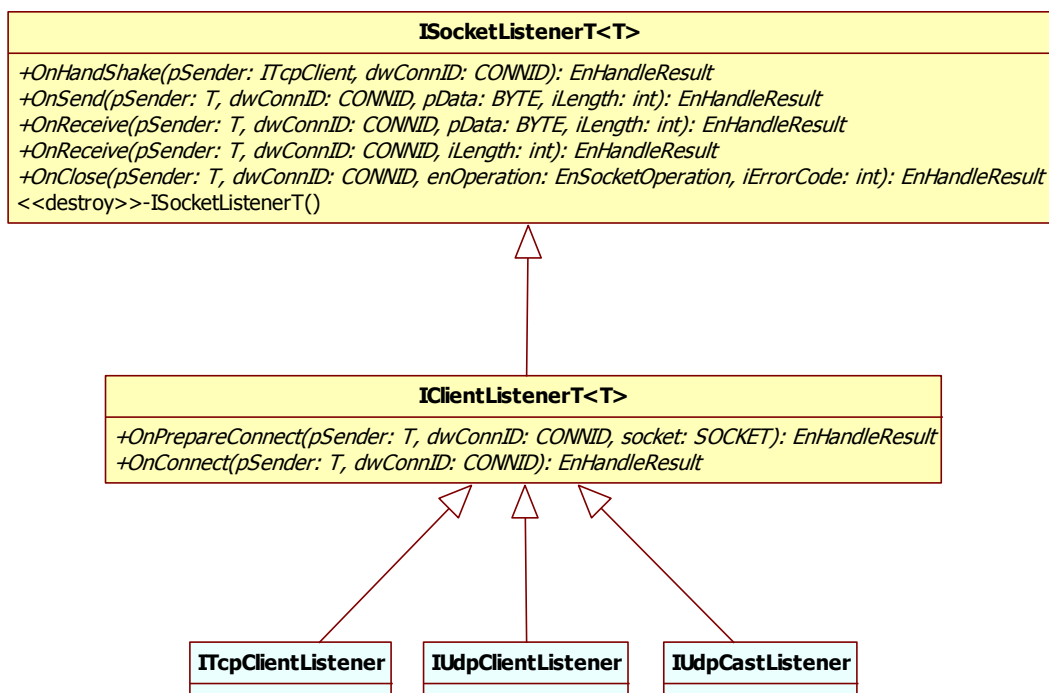 ISocketListenerT<T>
+OnHandShake(pSender: ITcpClient, dwConnID: CONNID): EnHandleResult
+OnSend(pSender: T, dwConnID: CONNID, pData: BYTE, iLength: int): EnHandleResult
+OnReceive(pSender: T, dwConnID: CONNID, pData: BYTE, iLength: int): EnHandleResult
+OnReceive(pSender: T, dwConnID: CONNID, iLength: int): EnHandleResult
+OnClose(pSender: T, dwConnID: CONNID, enOperation: EnSocketOperation, iErrorCode: int): EnHandleResult
<<destroy>>-ISocketListenerT()
IClientListenerT<T>
+OnPrepareConnect(pSender: T, dwConnID: CONNID, socket: SOCKET): EnHandleResult
+OnConnect(pSender: T, dwConnID: CONNID): EnHandleResult
ITcpClientListener
IUdpClientListener
IUdpCastListener